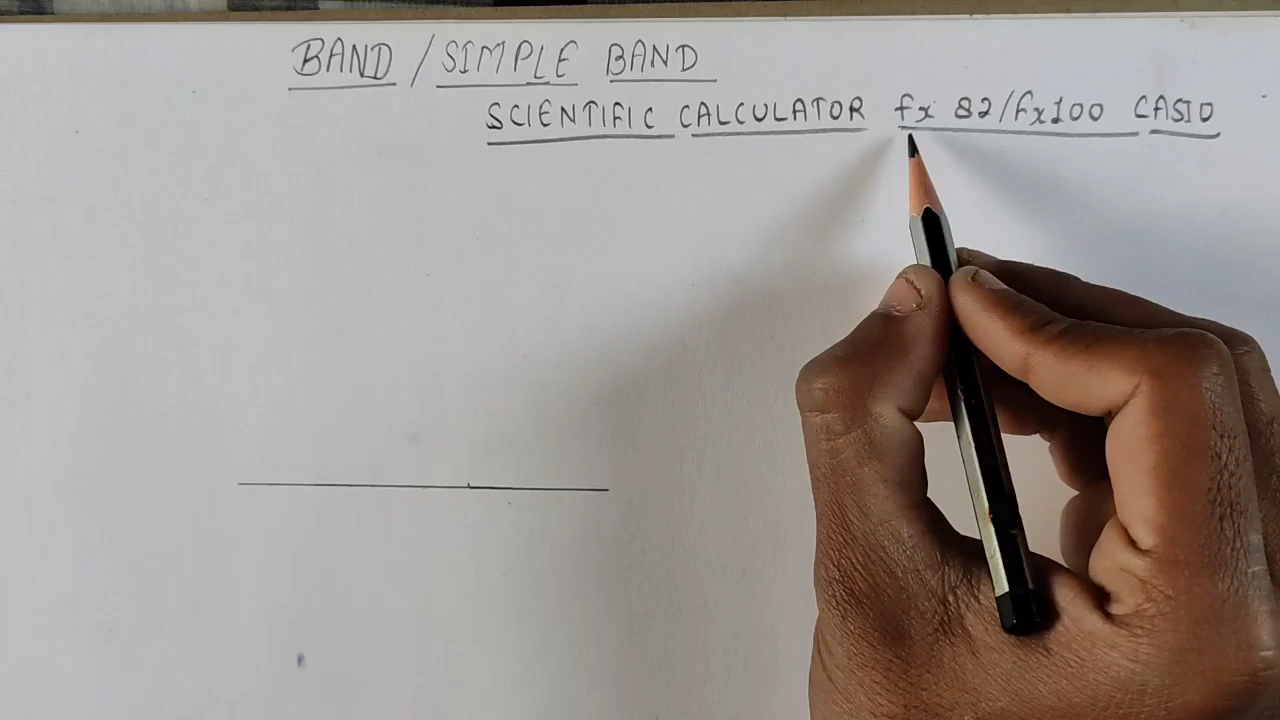 BAND / SIMPLE BAND
SCIENTIFIC CALCULATOR fx 82/fx100 CASIO